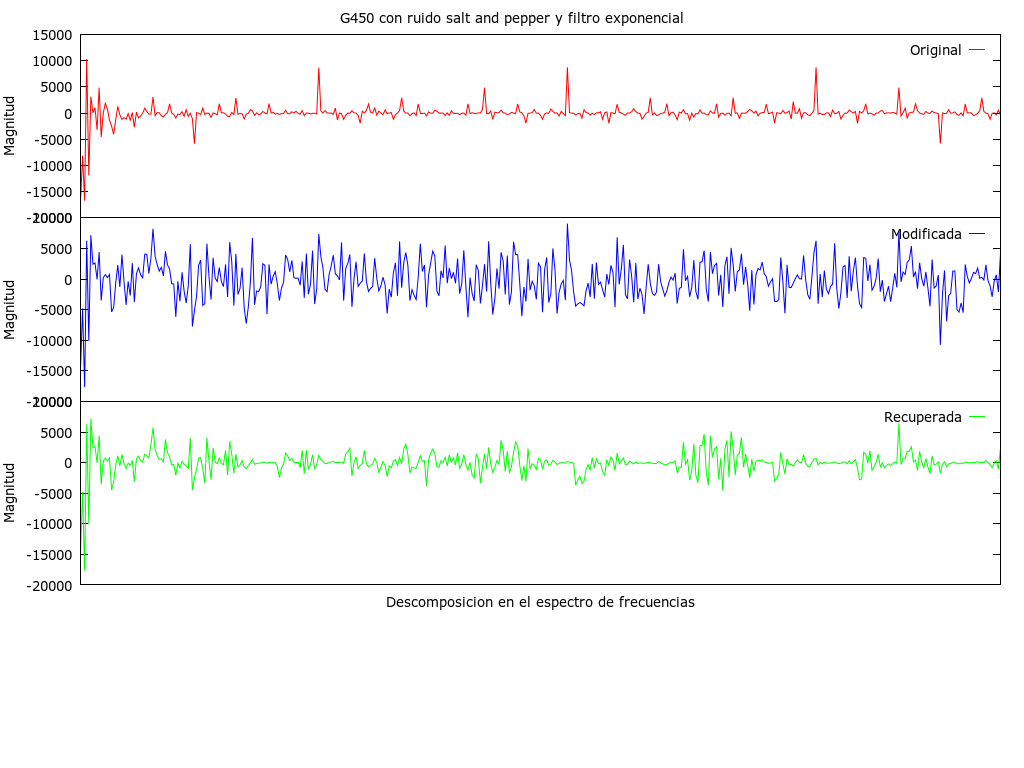 G450 con ruido salt and pepper y filtro exponencial
15000
10000
5000
0
-5000
-10000
-15000
-20000
Magnitud
Original
10000
5000
0
-5000
-10000
-15000
-20000
Magnitud
Modificada
10000
5000
0
-5000
-10000
-15000
-20000
Magnitud
Recuperada
Descomposicion en el espectro de frecuencias